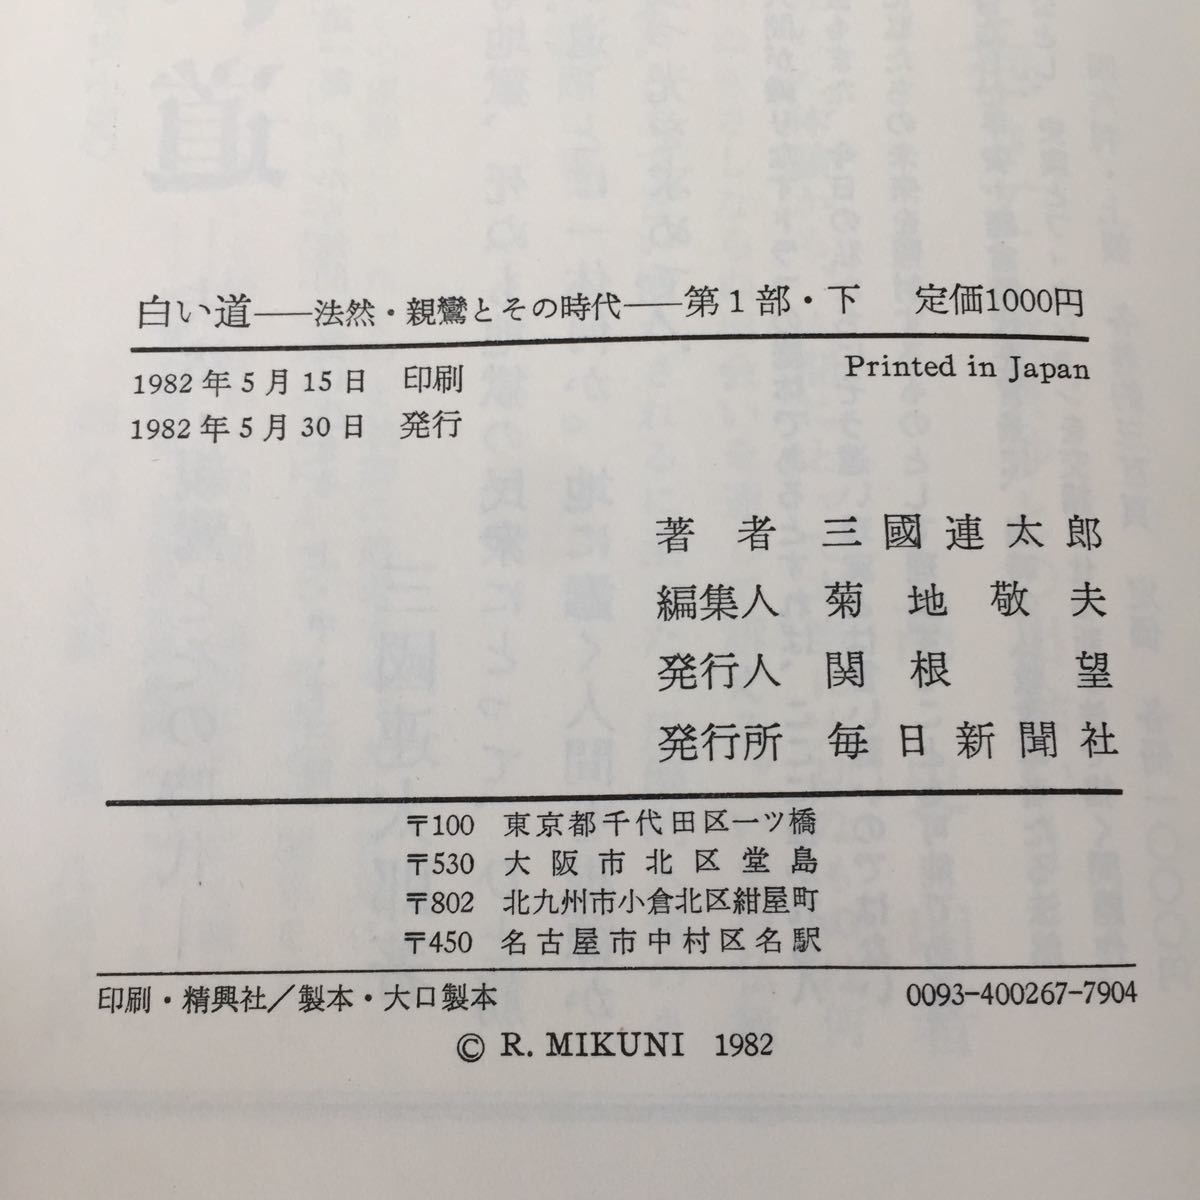 白い道――法然・親鸞とその時代――第1部・下 定価1000円
1982年5月15日 印刷 Printed in Japan
1982年5月30日 発行
著者 三國連太郎
編集人 菊地敬夫
発行人 関根望
発行所 毎日新聞社
〒100 東京都千代田区一ツ橋
〒530 大阪市北区堂島
〒802 北九州市小倉北区紺屋町
〒450 名古屋市中村区名駅
印刷・精興社／製本・大口製本 0093-400267-7904
© R. MIKUNI 1982